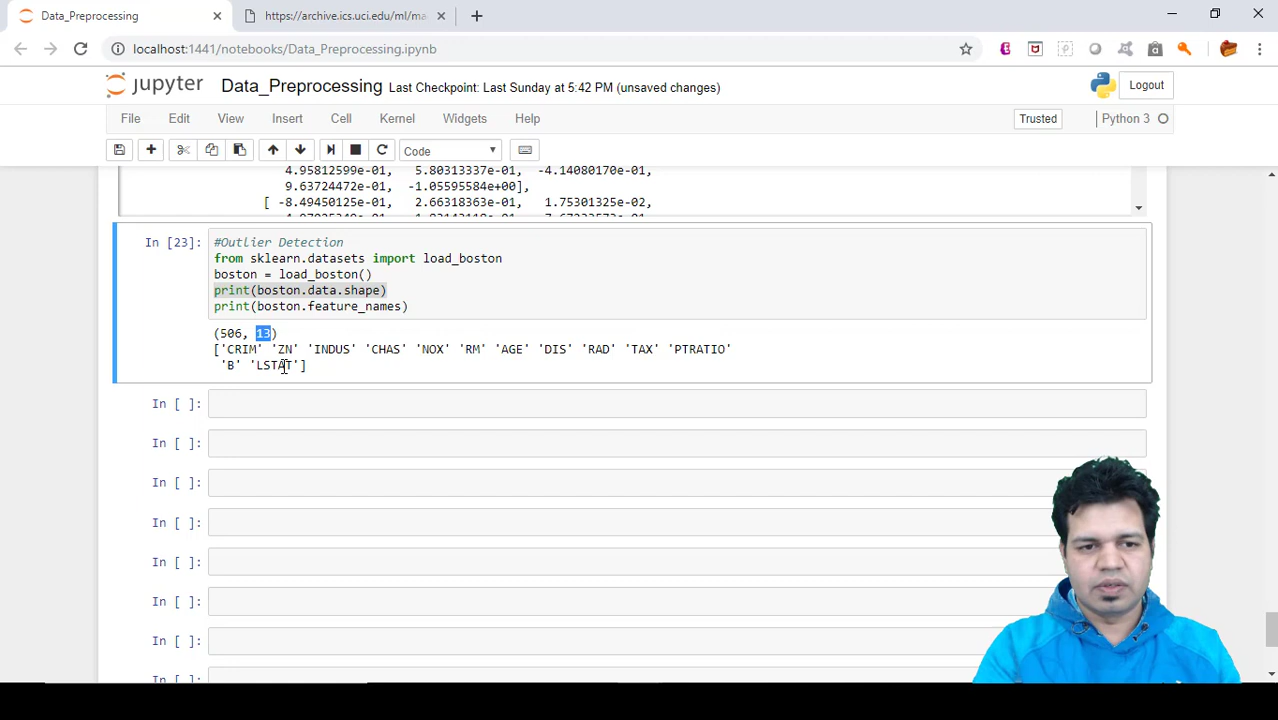 Data_Preprocessing
https://archive.ics.uci.edu/ml/ma
localhost:1441/notebooks/Data_Preprocessing.ipynb
jupyter Data_Preprocessing Last Checkpoint: Last Sunday at 5:42 PM (unsaved changes) Logout
File Edit View Insert Cell Kernel Widgets Help Trusted Python 3
Code
4.95812599e-01, 5.80313337e-01, -4.14080170e-01,
9.63724472e-01, -1.05595584e+00],
[ -8.49450125e-01, 2.66318363e-01, 1.75301325e-02,
In [23]: #Outlier Detection
from sklearn.datasets import load_boston
boston = load_boston()
print(boston.data.shape)
print(boston.feature_names)
(506, 13)
['CRIM' 'ZN' 'INDUS' 'CHAS' 'NOX' 'RM' 'AGE' 'DIS' 'RAD' 'TAX' 'PTRATIO'
'B' 'LSTAT']
In [ ]:
In [ ]:
In [ ]:
In [ ]:
In [ ]:
In [ ]:
In [ ]:
In [ ]: